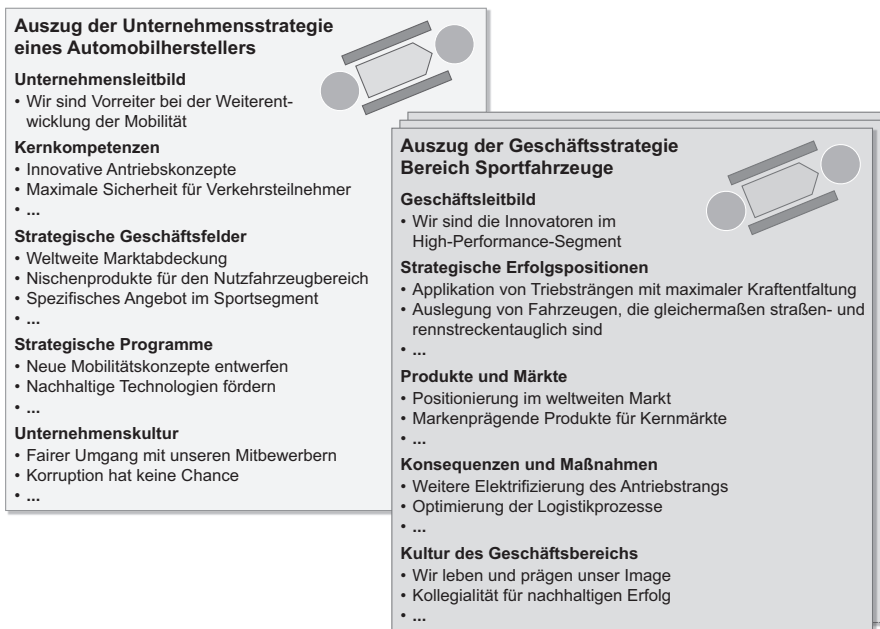 Auszug der Unternehmensstrategie
eines Automobilherstellers
Unternehmensleitbild
• Wir sind Vorreiter bei der Weiterent-
wicklung der Mobilität
Kernkompetenzen
• Innovative Antriebskonzepte
• Maximale Sicherheit für Verkehrsteilnehmer
• ...
Strategische Geschäftsfelder
• Weltweite Marktabdeckung
• Nischenprodukte für den Nutzfahrzeugbereich
• Spezifisches Angebot im Sportsegment
• ...
Strategische Programme
• Neue Mobilitätskonzepte entwerfen
• Nachhaltige Technologien fördern
• ...
Unternehmenskultur
• Fairer Umgang mit unseren Mitbewerbern
• Korruption hat keine Chance
• ...
Auszug der Geschäftsstrategie
Bereich Sportfahrzeuge
Geschäftsleitbild
• Wir sind die Innovatoren im
High-Performance-Segment
Strategische Erfolgspositionen
• Applikation von Triebsträngen mit maximaler Kraftentfaltung
• Auslegung von Fahrzeugen, die gleichermaßen straßen- und
rennstreckentauglich sind
• ...
Produkte und Märkte
• Positionierung im weltweiten Markt
• Markenprägende Produkte für Kernmärkte
• ...
Konsequenzen und Maßnahmen
• Weitere Elektrifizierung des Antriebstrangs
• Optimierung der Logistikprozesse
• ...
Kultur des Geschäftsbereichs
• Wir leben und prägen unser Image
• Kollegialität für nachhaltigen Erfolg
• ...